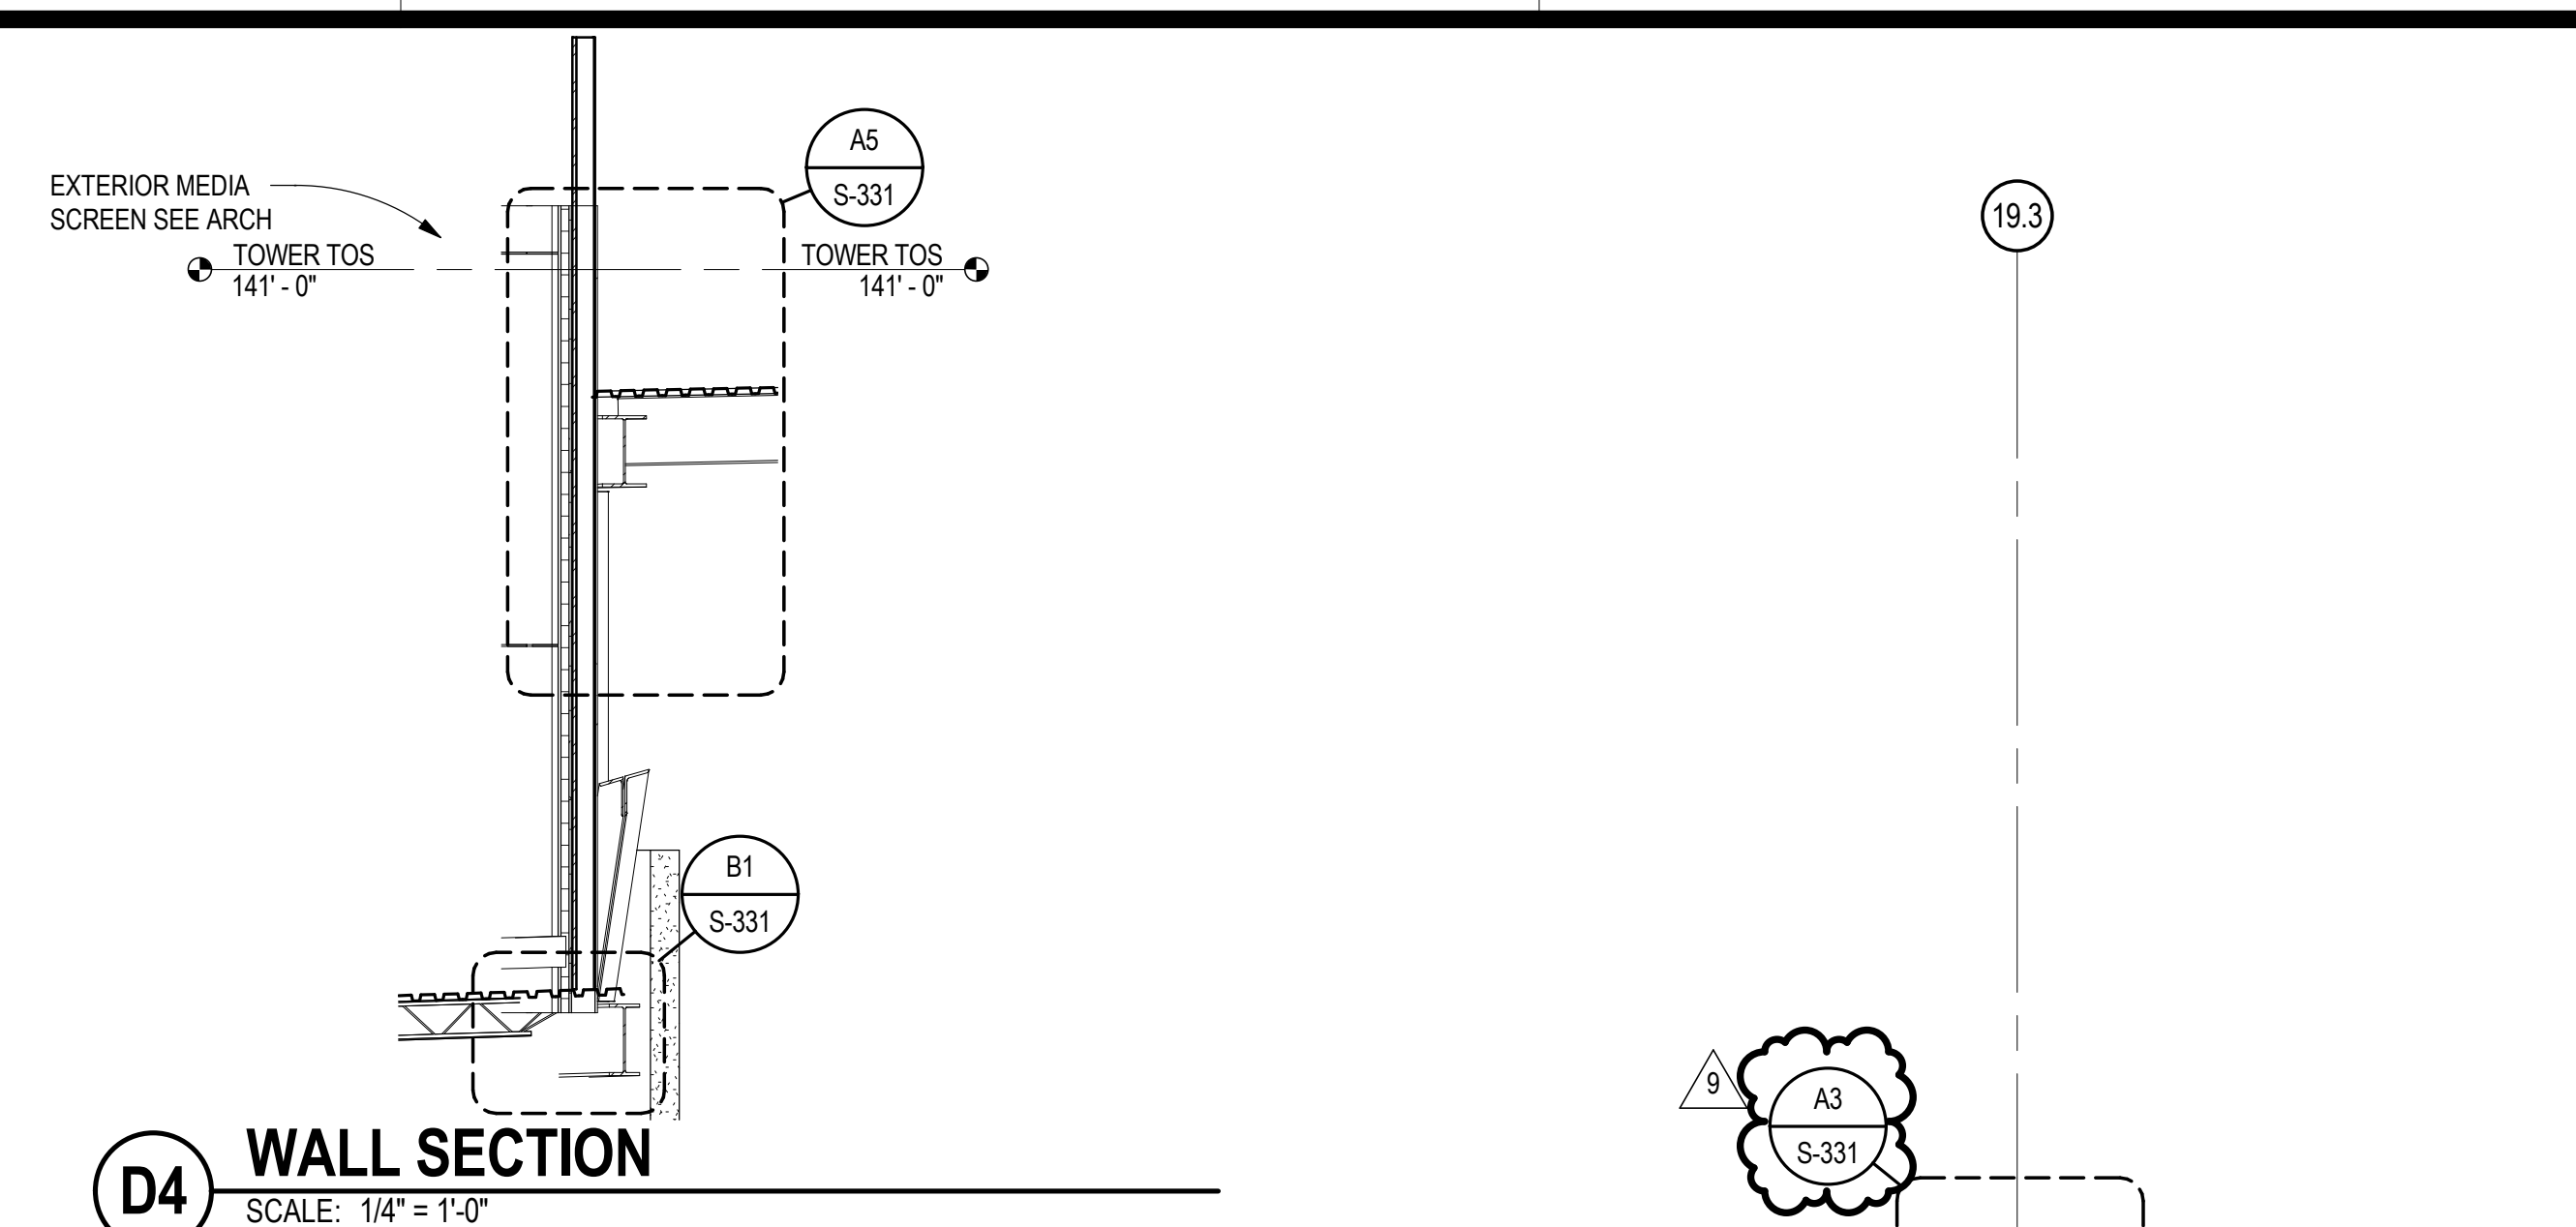 A5
S-331
EXTERIOR MEDIA
SCREEN SEE ARCH
TOWER TOS
141' - 0"
TOWER TOS
141' - 0"
19.3
B1
S-331
9
A3
S-331
D4
WALL SECTION
SCALE: 1/4" = 1'-0"